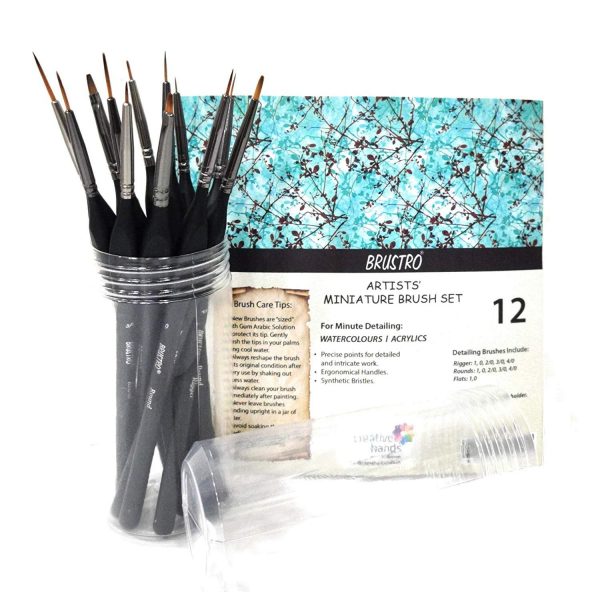 BRUSTRO
ARTISTS'
MINIATURE BRUSH SET
12
For Minute Detailing:
WATERCOLOURS I ACRYLICS
• Precise points for detailed
and intricate work.
• Ergonomical Handles.
• Synthetic Bristles.
Detailing Brushes Include:
Rigger: 1, 0, 2/0, 3/0, 4/0
Rounds: 1, 0, 2/0, 3/0, 4/0
Flats: 1,0
Brush Care Tips:
New Brushes are "sized"
with Gum Arabic Solution
protect its tip. Gently
the tips in your palms
cool water.
always reshape the brush
its original condition after
use by shaking out
water.
always clean your brush
immediately after painting.
never leave brushes
standing upright in a jar of
avoid soaking
creative
hands
BRUSTRO
Round